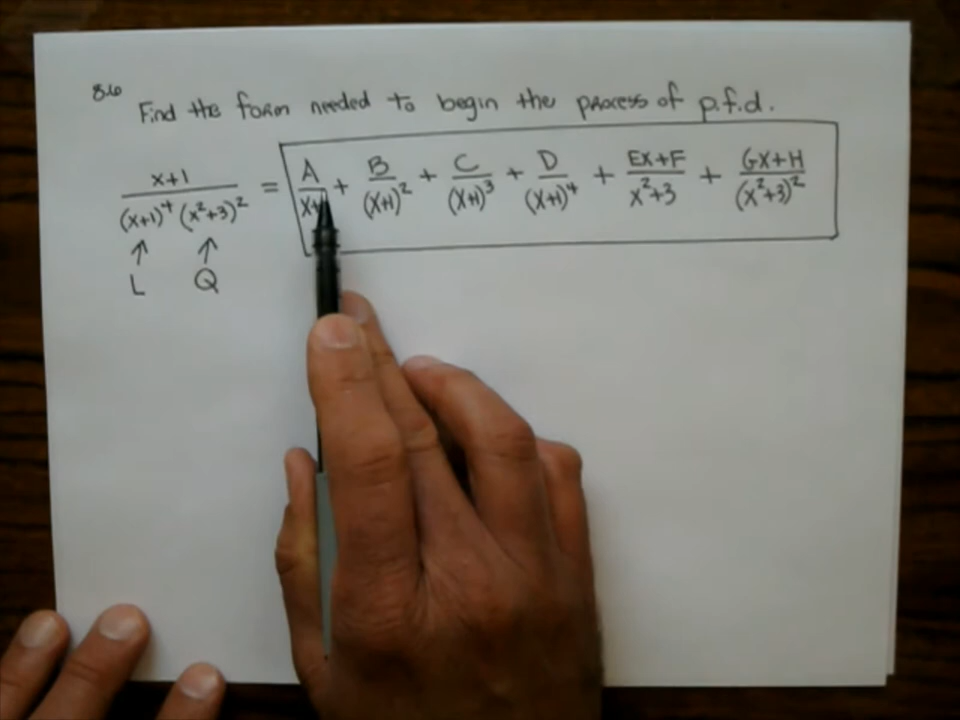 8.6 Find the form needed to begin the process of p.f.d.
x+1 / (x+1)^4 (x^2+3)^2 = A / x+1 + B / (x+1)^2 + C / (x+1)^3 + D / (x+1)^4 + Ex+F / x^2+3 + Gx+H / (x^2+3)^2
↑ ↑
L Q